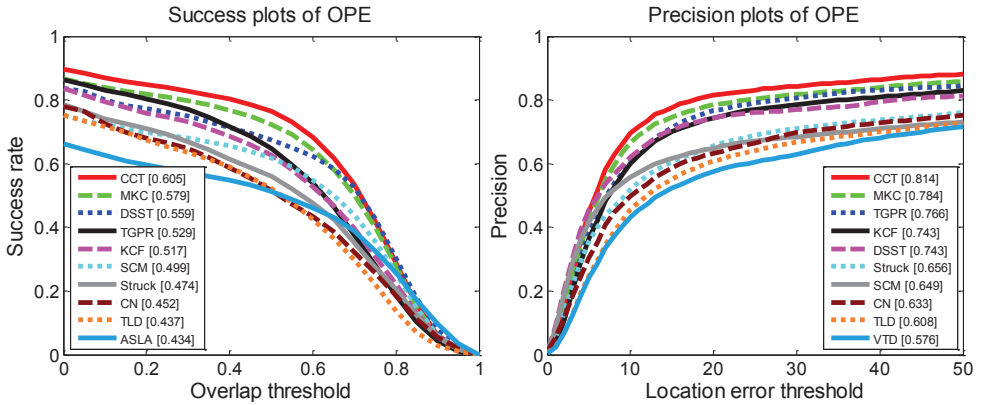 Success plots of OPE
1
0.8
0.6
0.4
0.2
0
Success rate
CCT [0.605]
MKC [0.579]
DSST [0.559]
TGPR [0.529]
KCF [0.517]
SCM [0.499]
Struck [0.474]
CN [0.452]
TLD [0.437]
ASLA [0.434]
0 0.2 0.4 0.6 0.8 1
Overlap threshold
Precision plots of OPE
1
0.8
0.6
0.4
0.2
0
Precision
CCT [0.814]
MKC [0.784]
TGPR [0.766]
KCF [0.743]
DSST [0.743]
Struck [0.656]
SCM [0.649]
CN [0.633]
TLD [0.608]
VTD [0.576]
0 10 20 30 40 50
Location error threshold